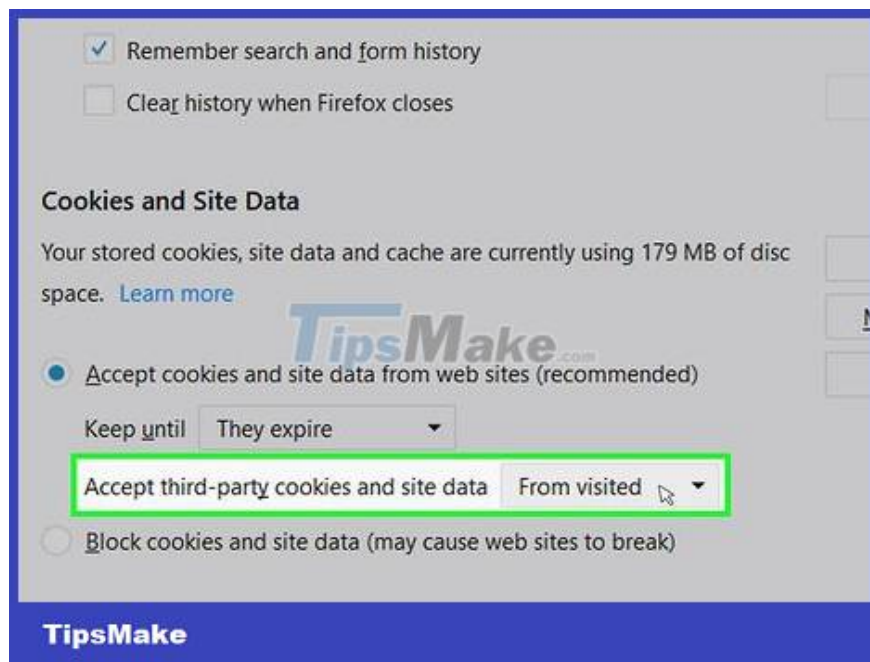 Remember search and form history
Clear history when Firefox closes
Cookies and Site Data
Your stored cookies, site data and cache are currently using 179 MB of disc
space. Learn more
TipsMake.com
Accept cookies and site data from web sites (recommended)
Keep until They expire
Accept third-party cookies and site data From visited
Block cookies and site data (may cause web sites to break)
TipsMake